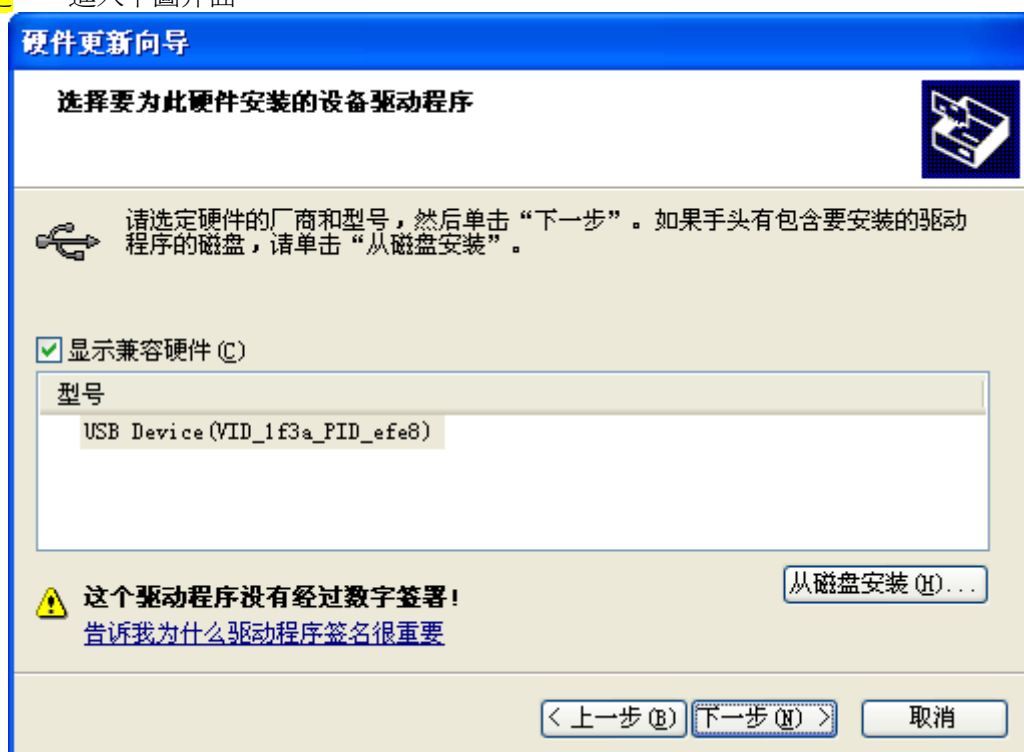 硬件更新向导
选择要为此硬件安装的设备驱动程序
请选定硬件的厂商和型号，然后单击“下一步”。如果手头有包含要安装的驱动
程序的磁盘，请单击“从磁盘安装”。
显示兼容硬件(C)
型号
USB Device(VID_1f3a_PID_efe8)
这个驱动程序没有经过数字签署!
从磁盘安装(H)...
告诉我为什么驱动程序签名很重要
< 上一步(B)
下一步(N) >
取消